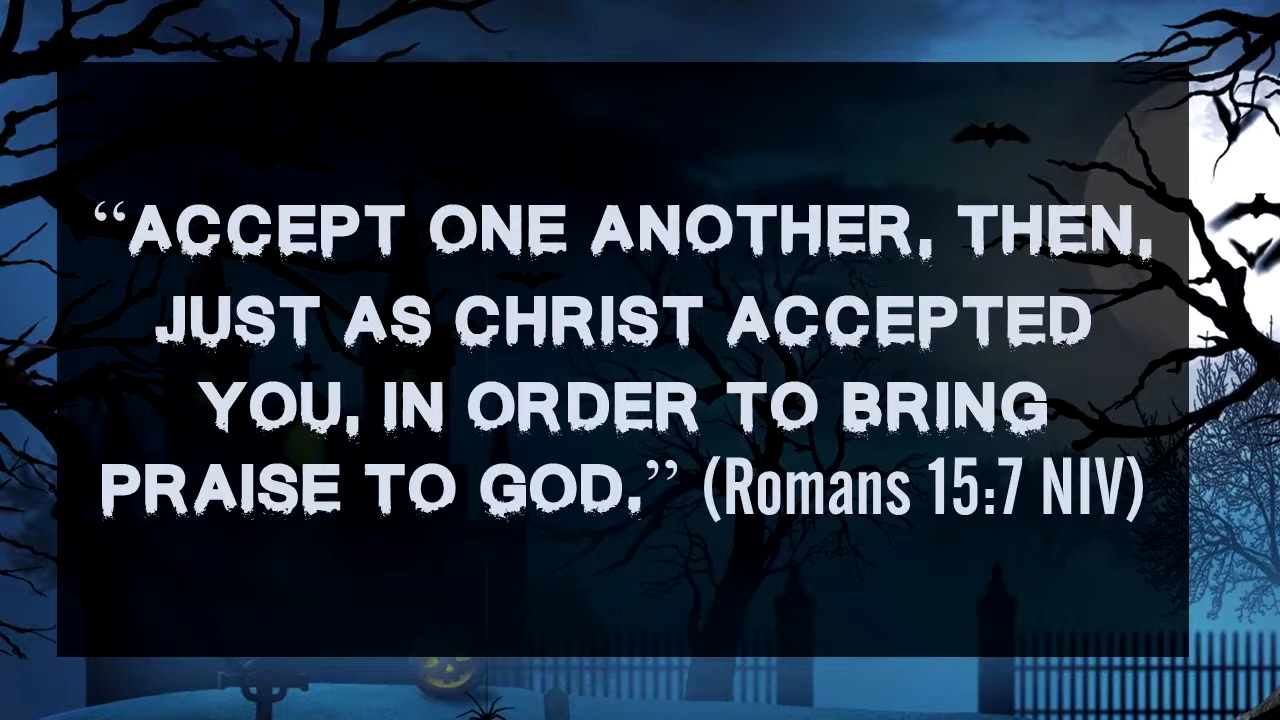 “ACCEPT ONE ANOTHER, THEN,
JUST AS CHRIST ACCEPTED
YOU, IN ORDER TO BRING
PRAISE TO GOD.” (Romans 15:7 NIV)